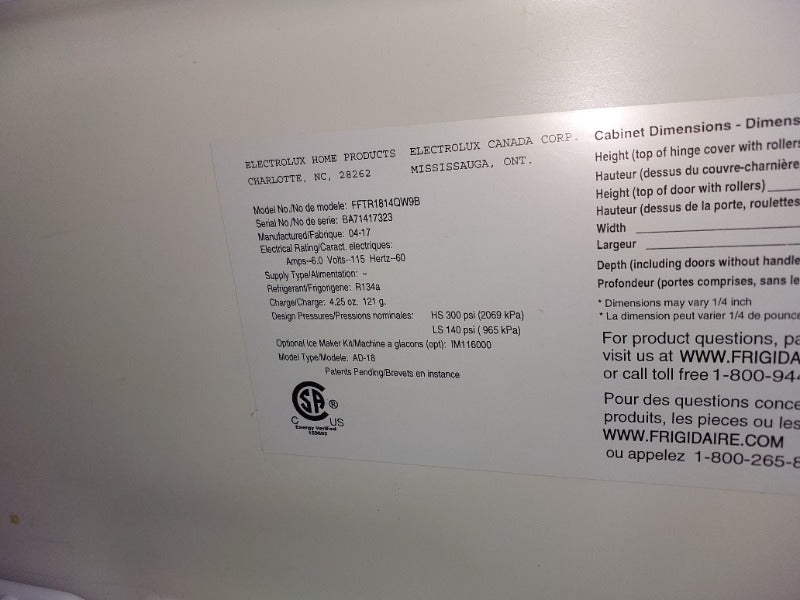 ELECTROLUX HOME PRODUCTS
CHARLOTTE, NC, 28262
ELECTROLUX CANADA CORP.
MISSISSAUGA, ONT.
Model No./No de modele: FFTR1814QW9B
Serial No./No de serie: BA71417323
Manufactured/Fabrique: 04-17
Electrical Rating/Caract. electriques:
Amps--6.0 Volts--115 Hertz--60
Supply Type/Alimentation: --
Refrigerant/Frigorigene: R134a
Charge/Charge: 4.25 oz. 121 g.
Design Pressures/Pressions nominales: HS 300 psi (2069 kPa)
LS 140 psi ( 965 kPa)
Optional Ice Maker Kit/Machine a glacons (opt): IM116000
Model Type/Modele: AD-18
Patents Pending/Brevets en instance
SA ®
C US
Energy Verified
Cabinet Dimensions - Dimens
Height (top of hinge cover with rollers
Hauteur (dessus du couvre-charnière
Height (top of door with rollers)
Hauteur (dessus de la porte, roulettes
Width
Largeur
Depth (including doors without handle
Profondeur (portes comprises, sans le
* Dimensions may vary 1/4 inch
* La dimension peut varier 1/4 de pounce
For product questions, pa
visit us at WWW.FRIGIDA
or call toll free 1-800-944
Pour des questions conce
produits, les pieces ou les
WWW.FRIGIDAIRE.COM
ou appelez 1-800-265-8